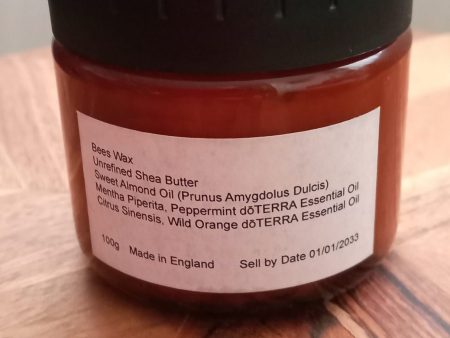 Bees Wax
Unrefined Shea Butter
Sweet Almond Oil (Prunus Amygdolus Dulcis)
Mentha Piperita, Peppermint dōTERRA Essential Oil
Citrus Sinensis, Wild Orange dōTERRA Essential Oil
100g Made in England Sell by Date 01/01/2033